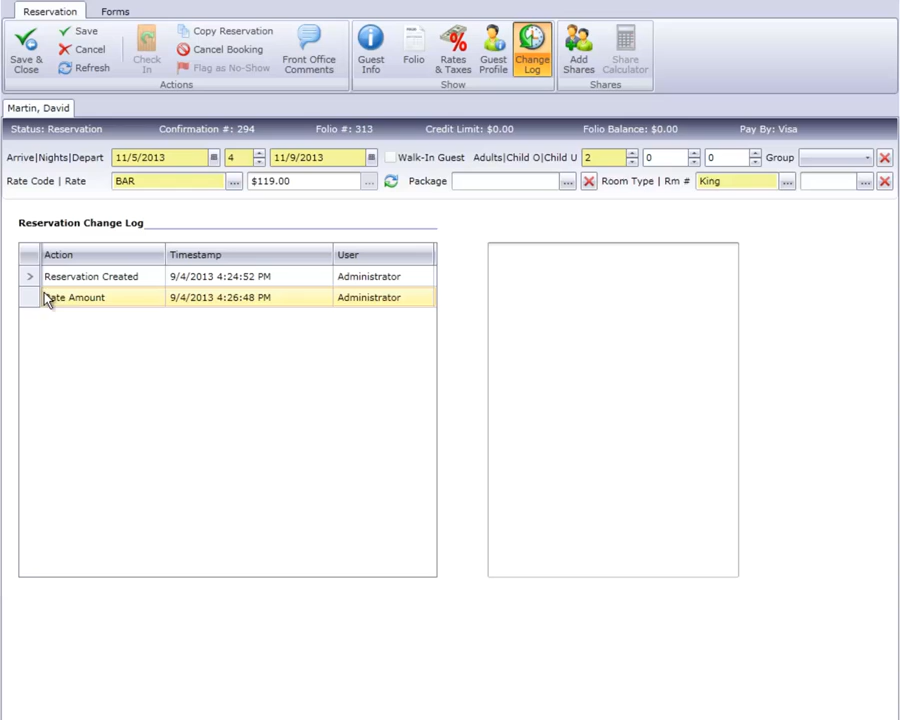 Reservation Forms
Save & Close
Save
Cancel
Refresh
Check In
Copy Reservation
Cancel Booking
Flag as No-Show
Front Office Comments
Actions
Guest Info
FOLIO
Folio
Rates & Taxes
Guest Profile
Change Log
Show
Add Shares
Share Calculator
Shares
Martin, David
Status: Reservation Confirmation #: 294 Folio #: 313 Credit Limit: $0.00 Folio Balance: $0.00 Pay By: Visa
Arrive|Nights|Depart 11/5/2013 4 11/9/2013 Walk-In Guest Adults|Child O|Child U 2 0 0 Group
Rate Code | Rate BAR ... $119.00 ... Package ... Room Type | Rm # King ... ...
Reservation Change Log
Action Timestamp User
> Reservation Created 9/4/2013 4:24:52 PM Administrator
ate Amount 9/4/2013 4:26:48 PM Administrator